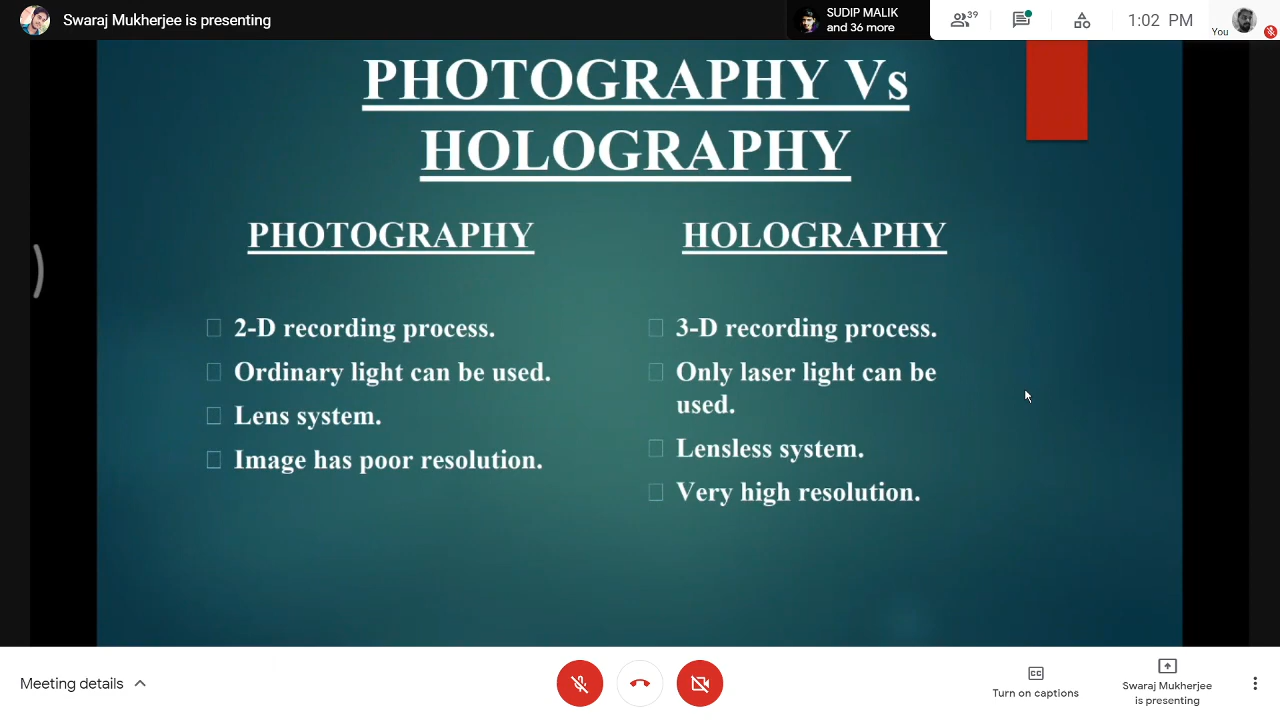 Swaraj Mukherjee is presenting
SUDIP MALIK
and 36 more
39
1:02 PM
You
PHOTOGRAPHY Vs
HOLOGRAPHY
PHOTOGRAPHY
2-D recording process.
Ordinary light can be used.
Lens system.
Image has poor resolution.
HOLOGRAPHY
3-D recording process.
Only laser light can be
used.
Lensless system.
Very high resolution.
Meeting details
CC
Turn on captions
Swaraj Mukherjee
is presenting